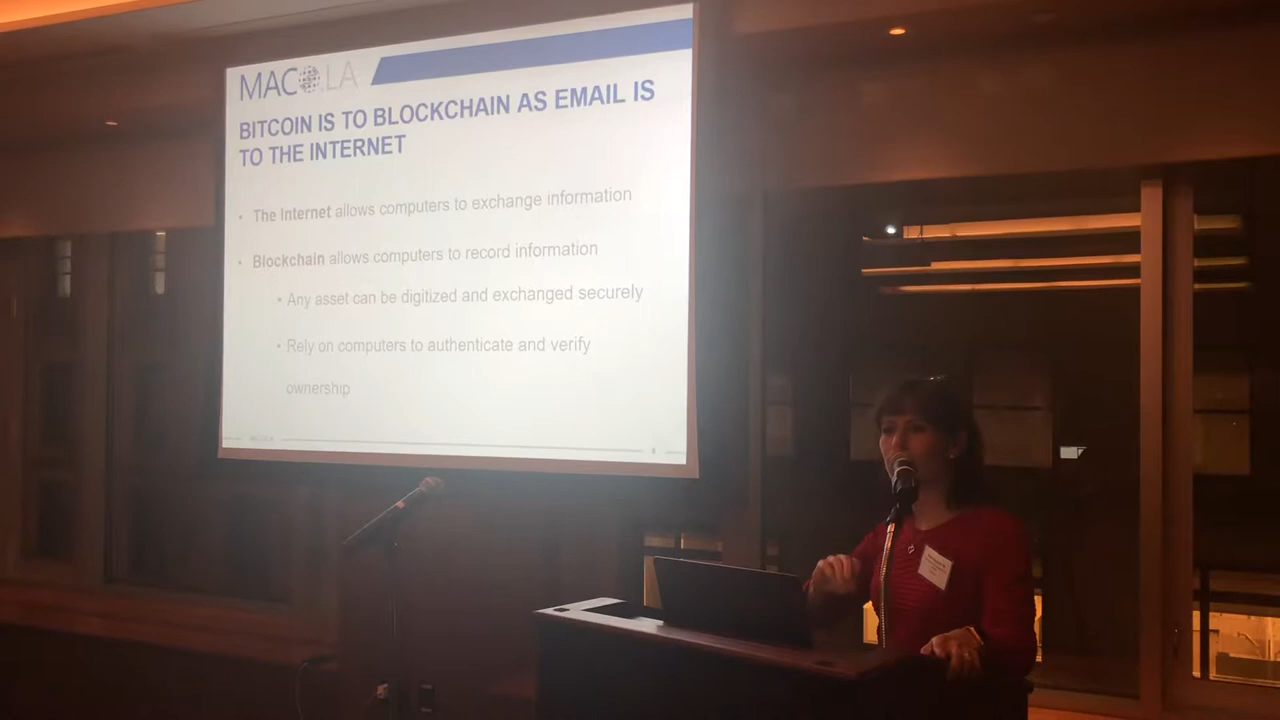 MACO.LA
BITCOIN IS TO BLOCKCHAIN AS EMAIL IS
TO THE INTERNET
• The Internet allows computers to exchange information
• Blockchain allows computers to record information
• Any asset can be digitized and exchanged securely
• Rely on computers to authenticate and verify
ownership